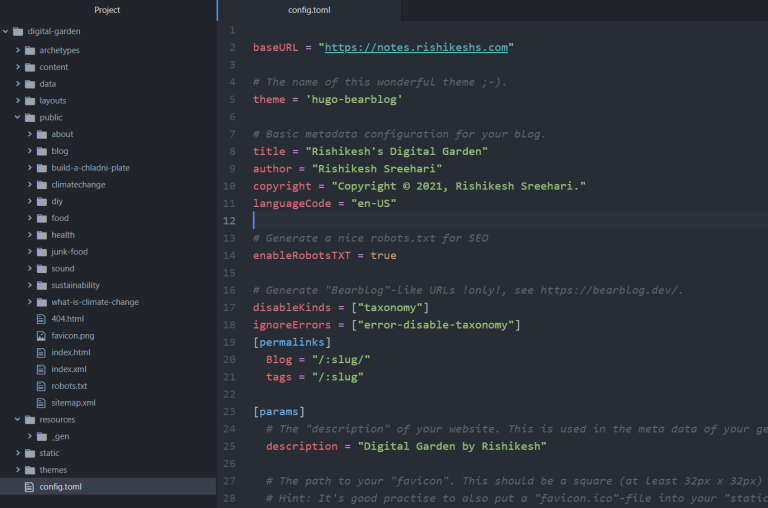 Project
digital-garden
archetypes
content
data
layouts
public
about
blog
build-a-chladni-plate
climatechange
diy
food
health
junk-food
sound
sustainability
what-is-climate-change
404.html
favicon.png
index.html
index.xml
robots.txt
sitemap.xml
resources
_gen
static
themes
config.toml
config.toml
1
2 baseURL = "https://notes.rishikeshs.com"
3
4 # The name of this wonderful theme ;-).
5 theme = 'hugo-bearblog'
6
7 # Basic metadata configuration for your blog.
8 title = "Rishikesh's Digital Garden"
9 author = "Rishikesh Sreehari"
10 copyright = "Copyright © 2021, Rishikesh Sreehari."
11 languageCode = "en-US"
12
13 # Generate a nice robots.txt for SEO
14 enableRobotsTXT = true
15
16 # Generate "Bearblog"-like URLs !only!, see https://bearblog.dev/.
17 disableKinds = ["taxonomy"]
18 ignoreErrors = ["error-disable-taxonomy"]
19 [permalinks]
20 Blog = "/:slug/"
21 tags = "/:slug"
22
23 [params]
24 # The "description" of your website. This is used in the meta data of your ge
25 description = "Digital Garden by Rishikesh"
26
27 # The path to your "favicon". This should be a square (at least 32px x 32px)
28 # Hint: It's good practise to also put a "favicon.ico"-file into your "static